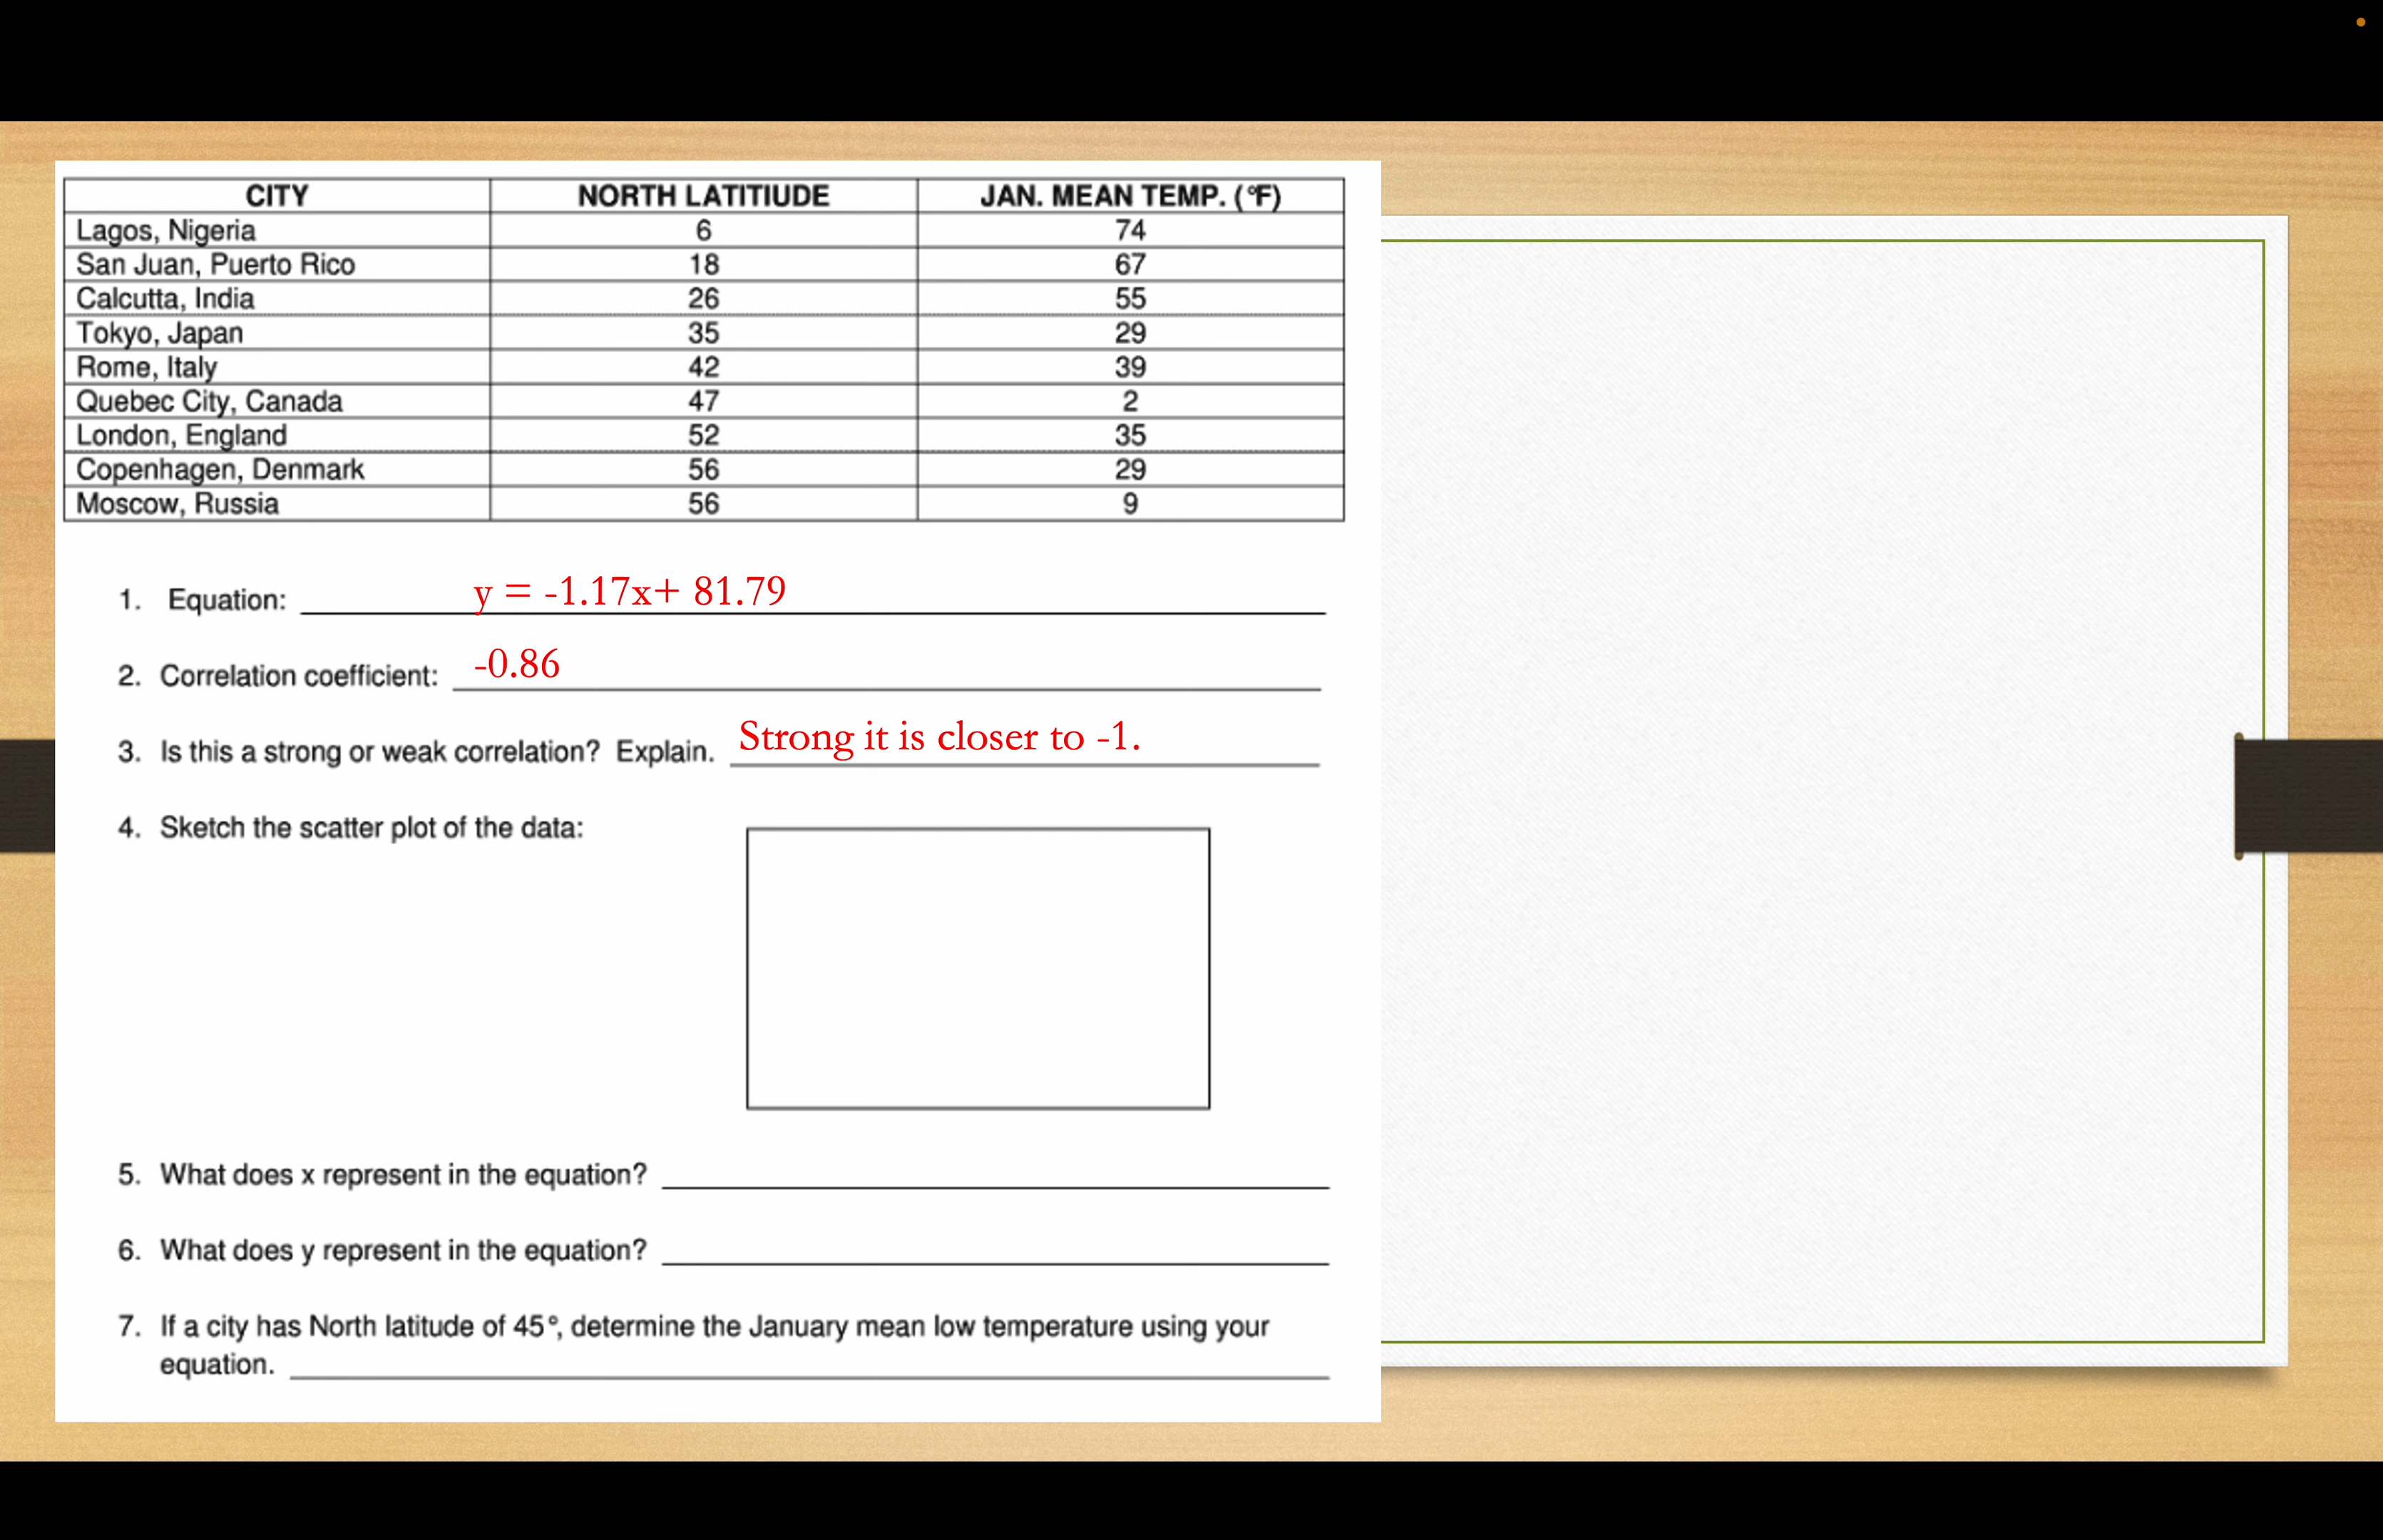 CITY NORTH LATITIUDE JAN. MEAN TEMP. (°F)
Lagos, Nigeria 6 74
San Juan, Puerto Rico 18 67
Calcutta, India 26 55
Tokyo, Japan 35 29
Rome, Italy 42 39
Quebec City, Canada 47 2
London, England 52 35
Copenhagen, Denmark 56 29
Moscow, Russia 56 9
1. Equation: y = -1.17x+ 81.79
2. Correlation coefficient: -0.86
3. Is this a strong or weak correlation? Explain. Strong it is closer to -1.
4. Sketch the scatter plot of the data:
5. What does x represent in the equation?
6. What does y represent in the equation?
7. If a city has North latitude of 45°, determine the January mean low temperature using your
equation.